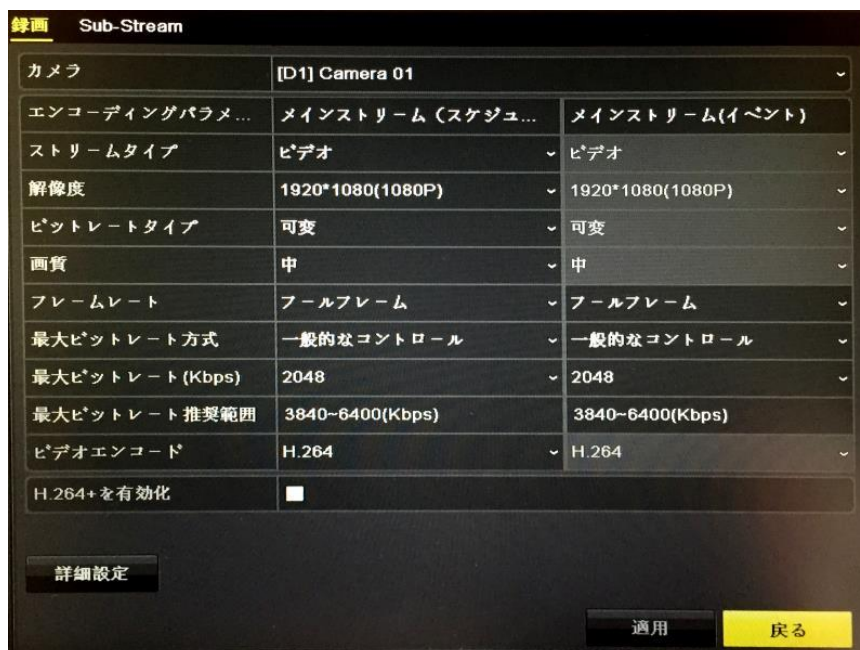 録画 Sub-Stream
カメラ [D1] Camera 01
エンコーディングパラメ... メインストリーム（スケジュ... メインストリーム(イベント)
ストリームタイプ ビデオ ビデオ
解像度 1920*1080(1080P) 1920*1080(1080P)
ビットレートタイプ 可変 可変
画質 中 中
フレームレート フールフレーム フールフレーム
最大ビットレート方式 一般的なコントロール 一般的なコントロール
最大ビットレート(Kbps) 2048 2048
最大ビットレート推奨範囲 3840~6400(Kbps) 3840~6400(Kbps)
ビデオエンコード H.264 H.264
H.264+を有効化
詳細設定
適用 戻る